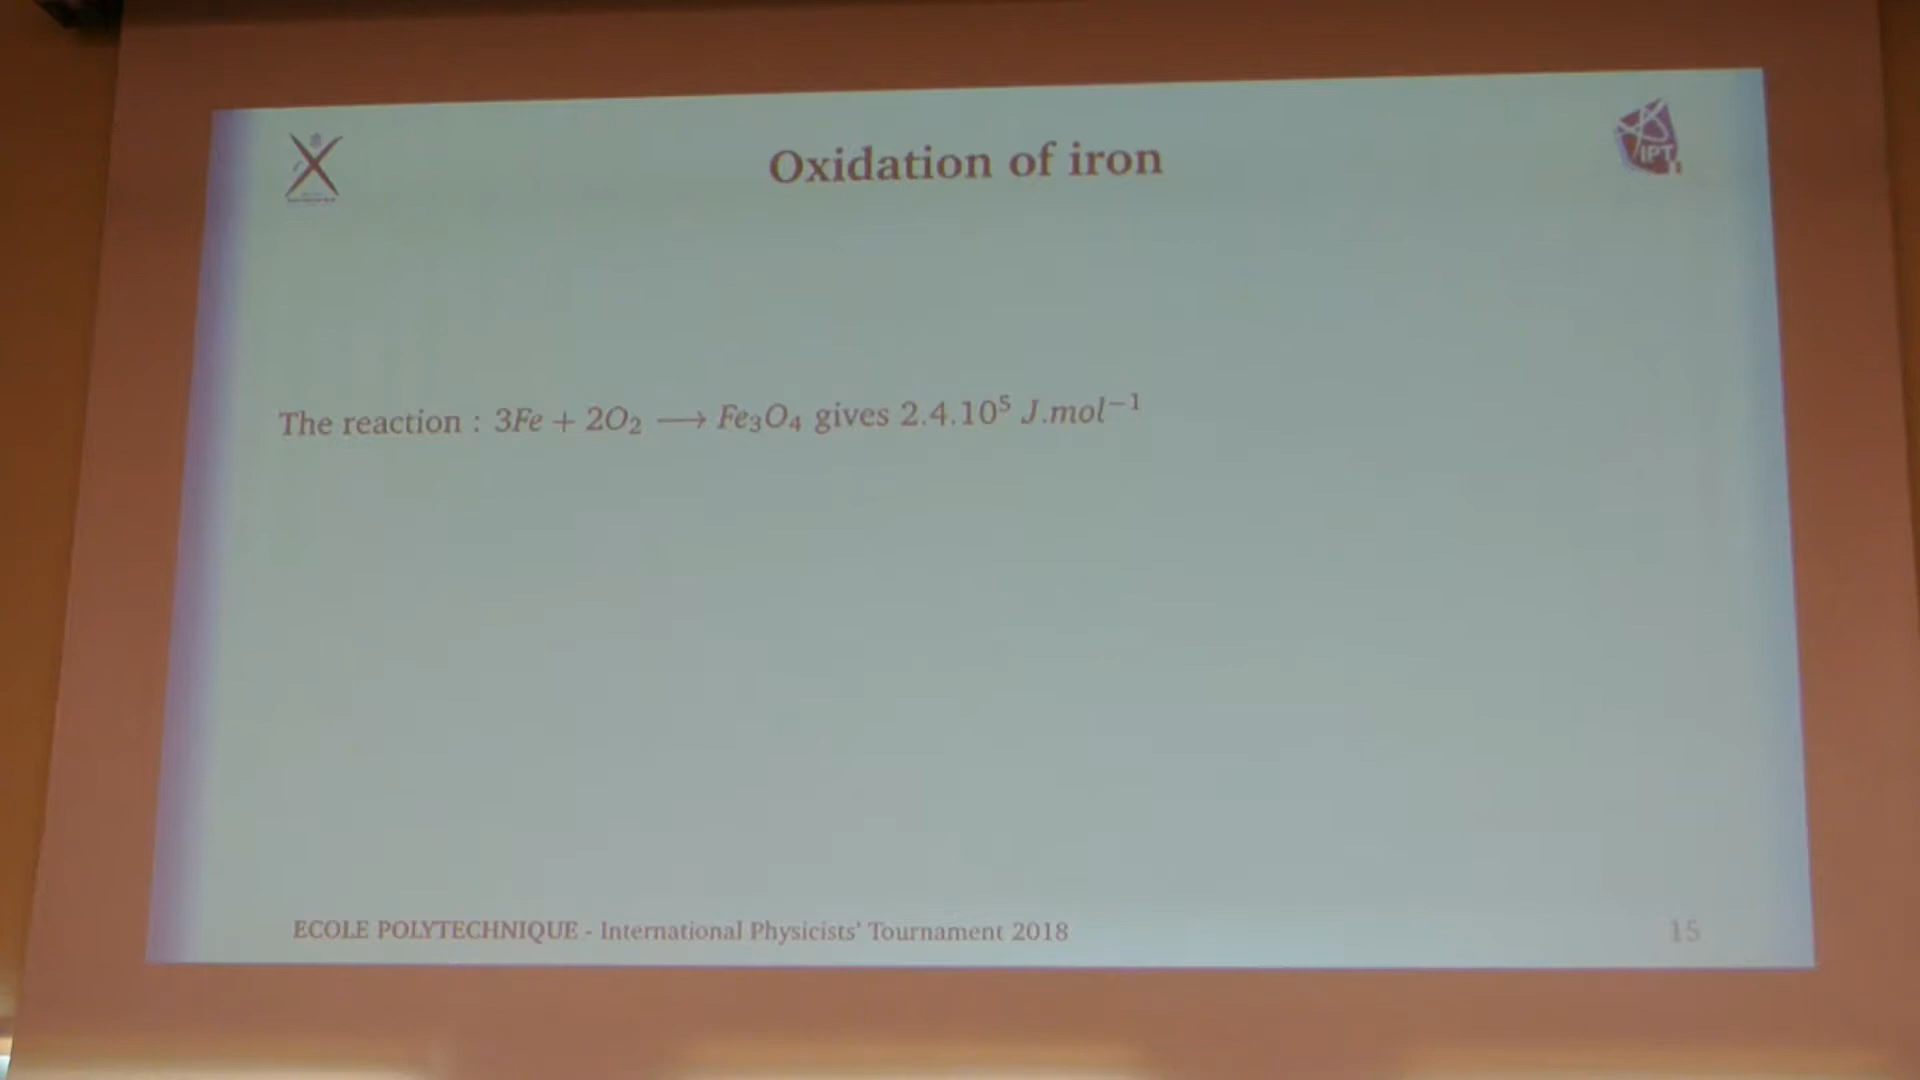 IPT
Oxidation of iron
The reaction : 3Fe + 2O₂ ⟶ Fe₃O₄ gives 2.4.10⁵ J.mol⁻¹
ECOLE POLYTECHNIQUE - International Physicists' Tournament 2018
15